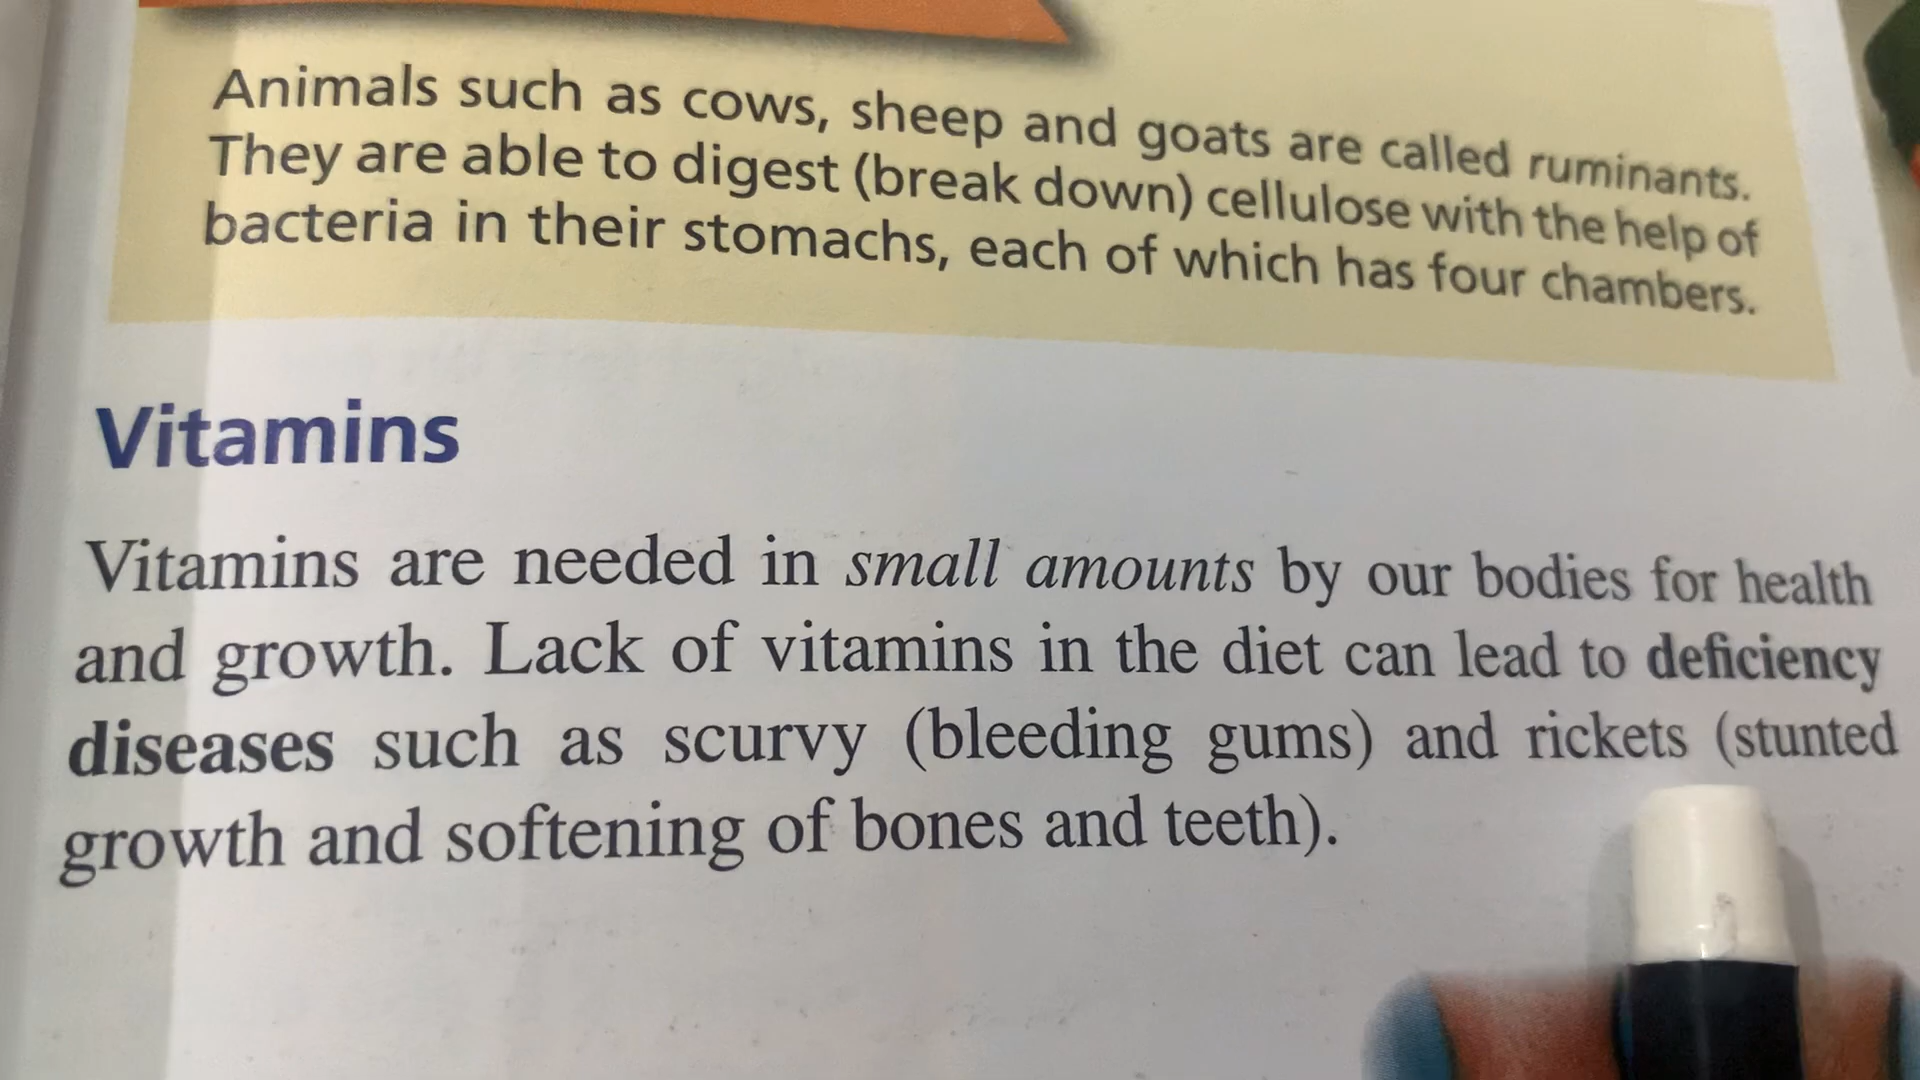 Animals such as cows, sheep and goats are called ruminants.
They are able to digest (break down) cellulose with the help of
bacteria in their stomachs, each of which has four chambers.
Vitamins
Vitamins are needed in small amounts by our bodies for health
and growth. Lack of vitamins in the diet can lead to deficiency
diseases such as scurvy (bleeding gums) and rickets (stunted
growth and softening of bones and teeth).